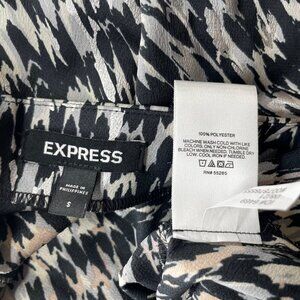 EXPRESS
MADE IN
PHILIPPINES
S
100% POLYESTER
MACHINE WASH COLD WITH LIKE
COLORS, ONLY NON-CHLORINE
BLEACH WHEN NEEDED. TUMBLE DRY
LOW. COOL IRON IF NEEDED.
RN# 55285